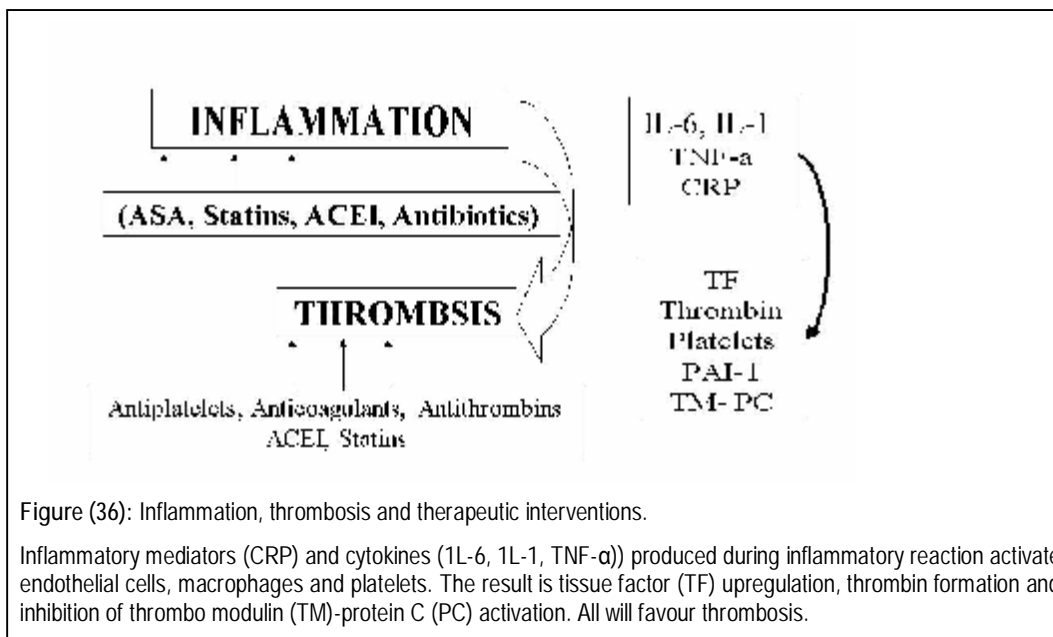 INFLAMMATION
(ASA, Statins, ACEI, Antibiotics)
THROMBSIS
Antiplatelets, Anticoagulants, Antithrombins
ACEI, Statins
IL-6, IL-1
TNF-a
CRP
TF
Thrombin
Platelets
PAI-1
TM- PC
Figure (36): Inflammation, thrombosis and therapeutic interventions.
Inflammatory mediators (CRP) and cytokines (1L-6, 1L-1, TNF-α)) produced during inflammatory reaction activate
endothelial cells, macrophages and platelets. The result is tissue factor (TF) upregulation, thrombin formation and
inhibition of thrombo modulin (TM)-protein C (PC) activation. All will favour thrombosis.